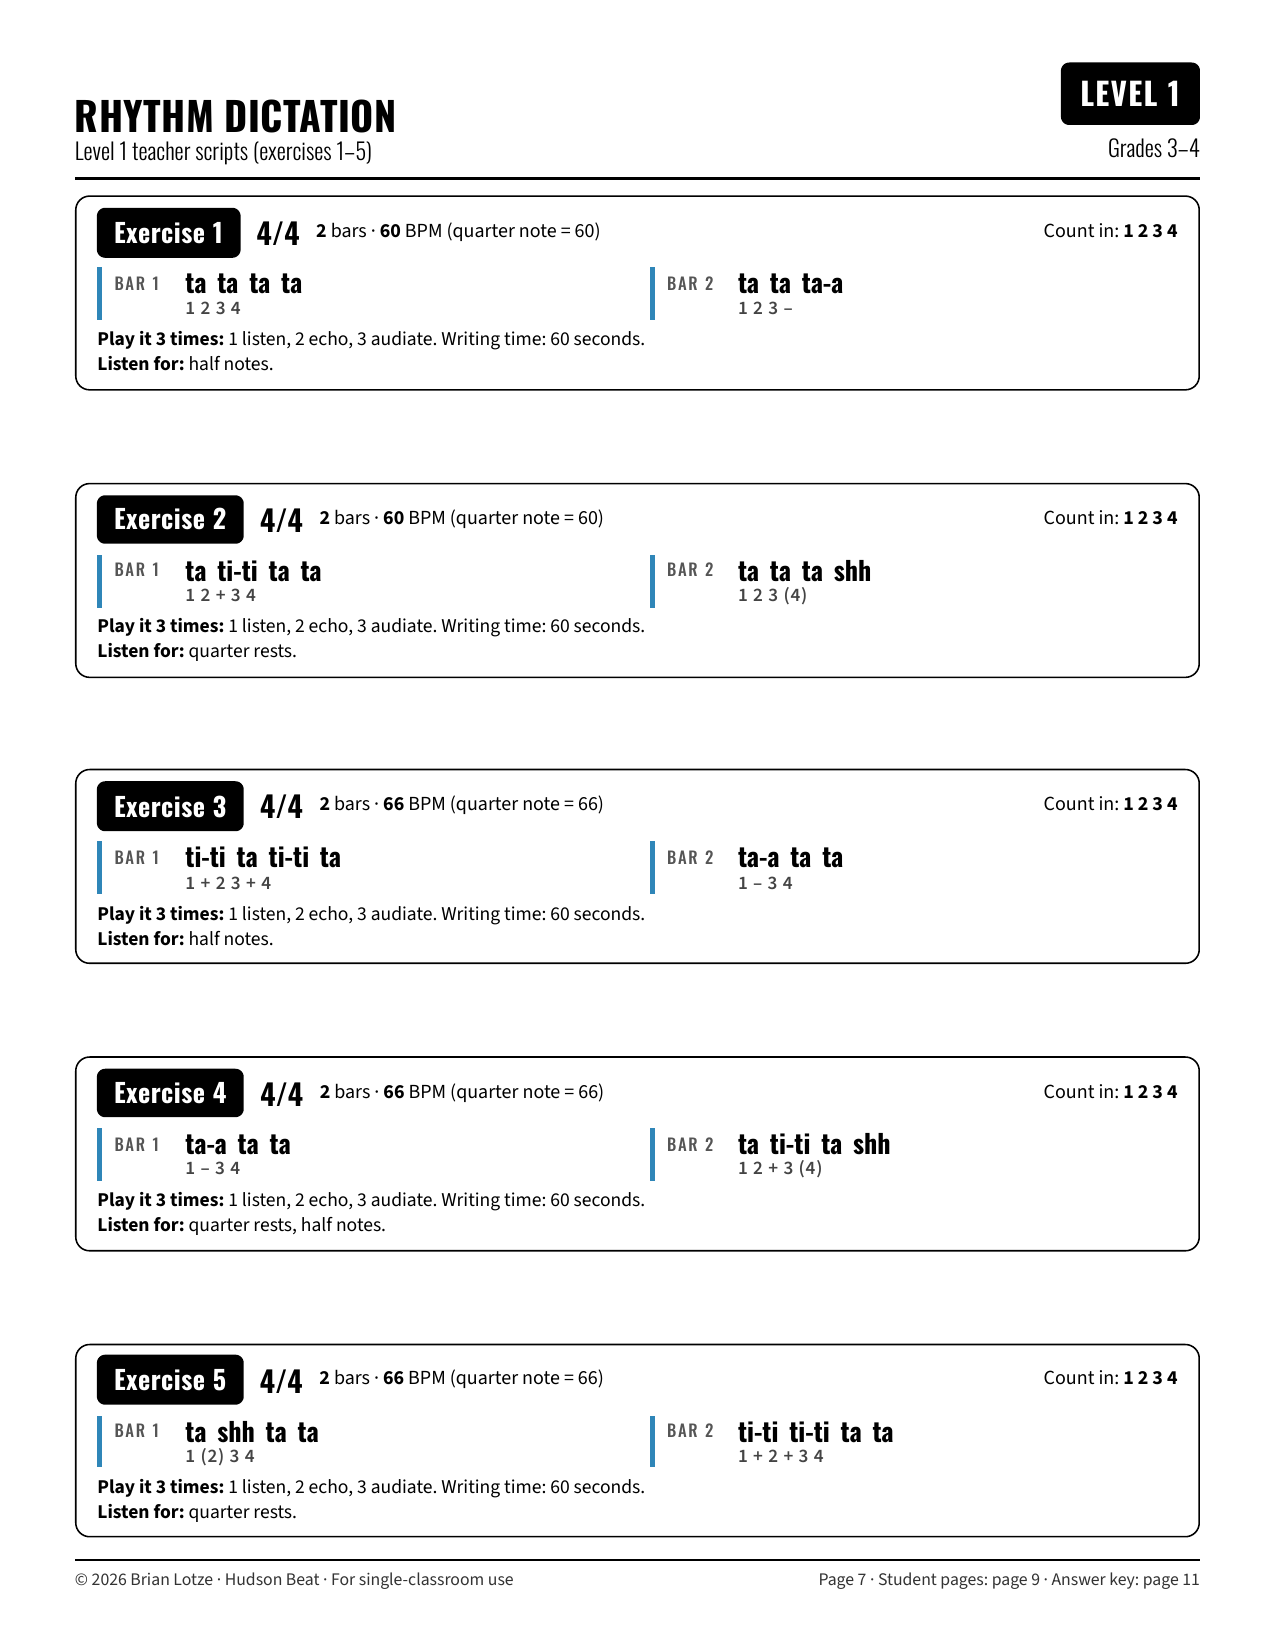 LEVEL 1
RHYTHM DICTATION
Level 1 teacher scripts (exercises 1–5)
Grades 3–4
Exercise 1 4/4 2 bars · 60 BPM (quarter note = 60) Count in: 1 2 3 4
BAR 1 ta ta ta ta BAR 2 ta ta ta-a
1 2 3 4 1 2 3 –
Play it 3 times: 1 listen, 2 echo, 3 audiate. Writing time: 60 seconds.
Listen for: half notes.
Exercise 2 4/4 2 bars · 60 BPM (quarter note = 60) Count in: 1 2 3 4
BAR 1 ta ti-ti ta ta BAR 2 ta ta ta shh
1 2 + 3 4 1 2 3 (4)
Play it 3 times: 1 listen, 2 echo, 3 audiate. Writing time: 60 seconds.
Listen for: quarter rests.
Exercise 3 4/4 2 bars · 66 BPM (quarter note = 66) Count in: 1 2 3 4
BAR 1 ti-ti ta ti-ti ta BAR 2 ta-a ta ta
1 + 2 3 + 4 1 – 3 4
Play it 3 times: 1 listen, 2 echo, 3 audiate. Writing time: 60 seconds.
Listen for: half notes.
Exercise 4 4/4 2 bars · 66 BPM (quarter note = 66) Count in: 1 2 3 4
BAR 1 ta-a ta ta BAR 2 ta ti-ti ta shh
1 – 3 4 1 2 + 3 (4)
Play it 3 times: 1 listen, 2 echo, 3 audiate. Writing time: 60 seconds.
Listen for: quarter rests, half notes.
Exercise 5 4/4 2 bars · 66 BPM (quarter note = 66) Count in: 1 2 3 4
BAR 1 ta shh ta ta BAR 2 ti-ti ti-ti ta ta
1 (2) 3 4 1 + 2 + 3 4
Play it 3 times: 1 listen, 2 echo, 3 audiate. Writing time: 60 seconds.
Listen for: quarter rests.
© 2026 Brian Lotze · Hudson Beat · For single-classroom use Page 7 · Student pages: page 9 · Answer key: page 11